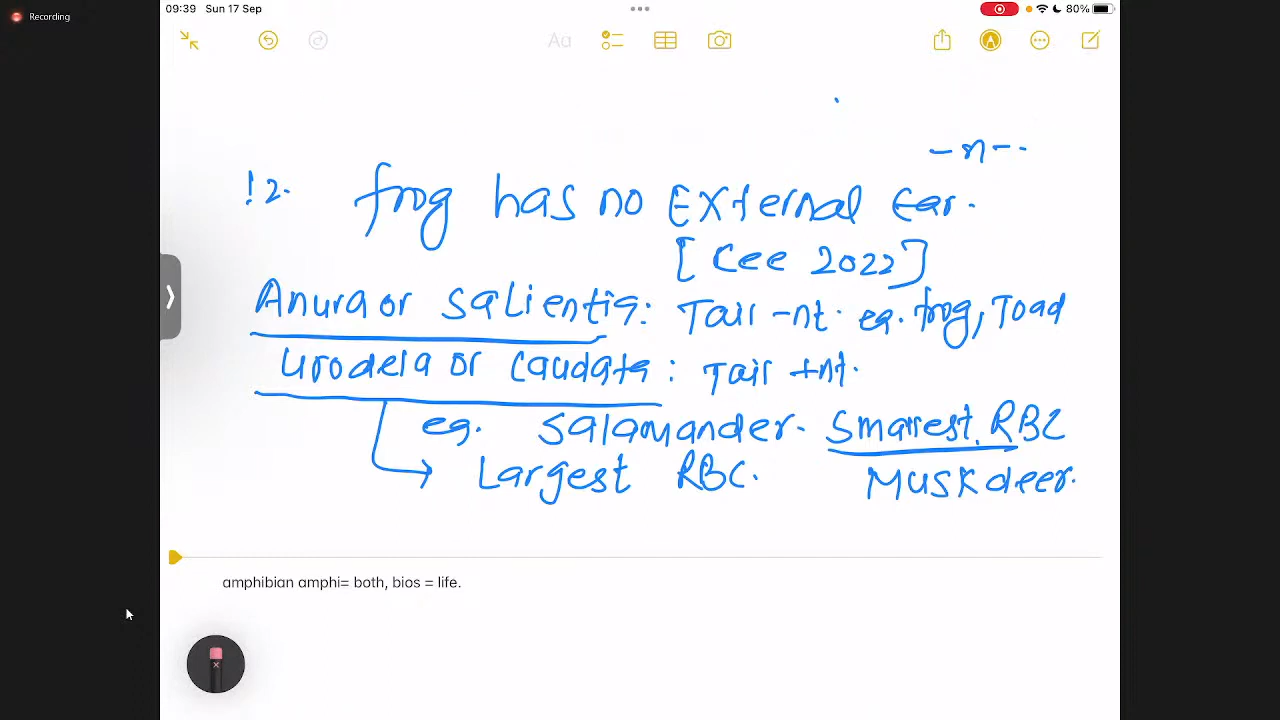 Recording
09:39 Sun 17 Sep
80%
Aa
-n--
12. frog has no External Ear.
[Cee 2022]
Anura or Salientia: Tail -nt. eg. frog, Toad
Urodela or Caudata: Tail +nt.
eg. Salamander. Smallest RBC
Largest RBC. Muskdeer.
amphibian amphi= both, bios = life.